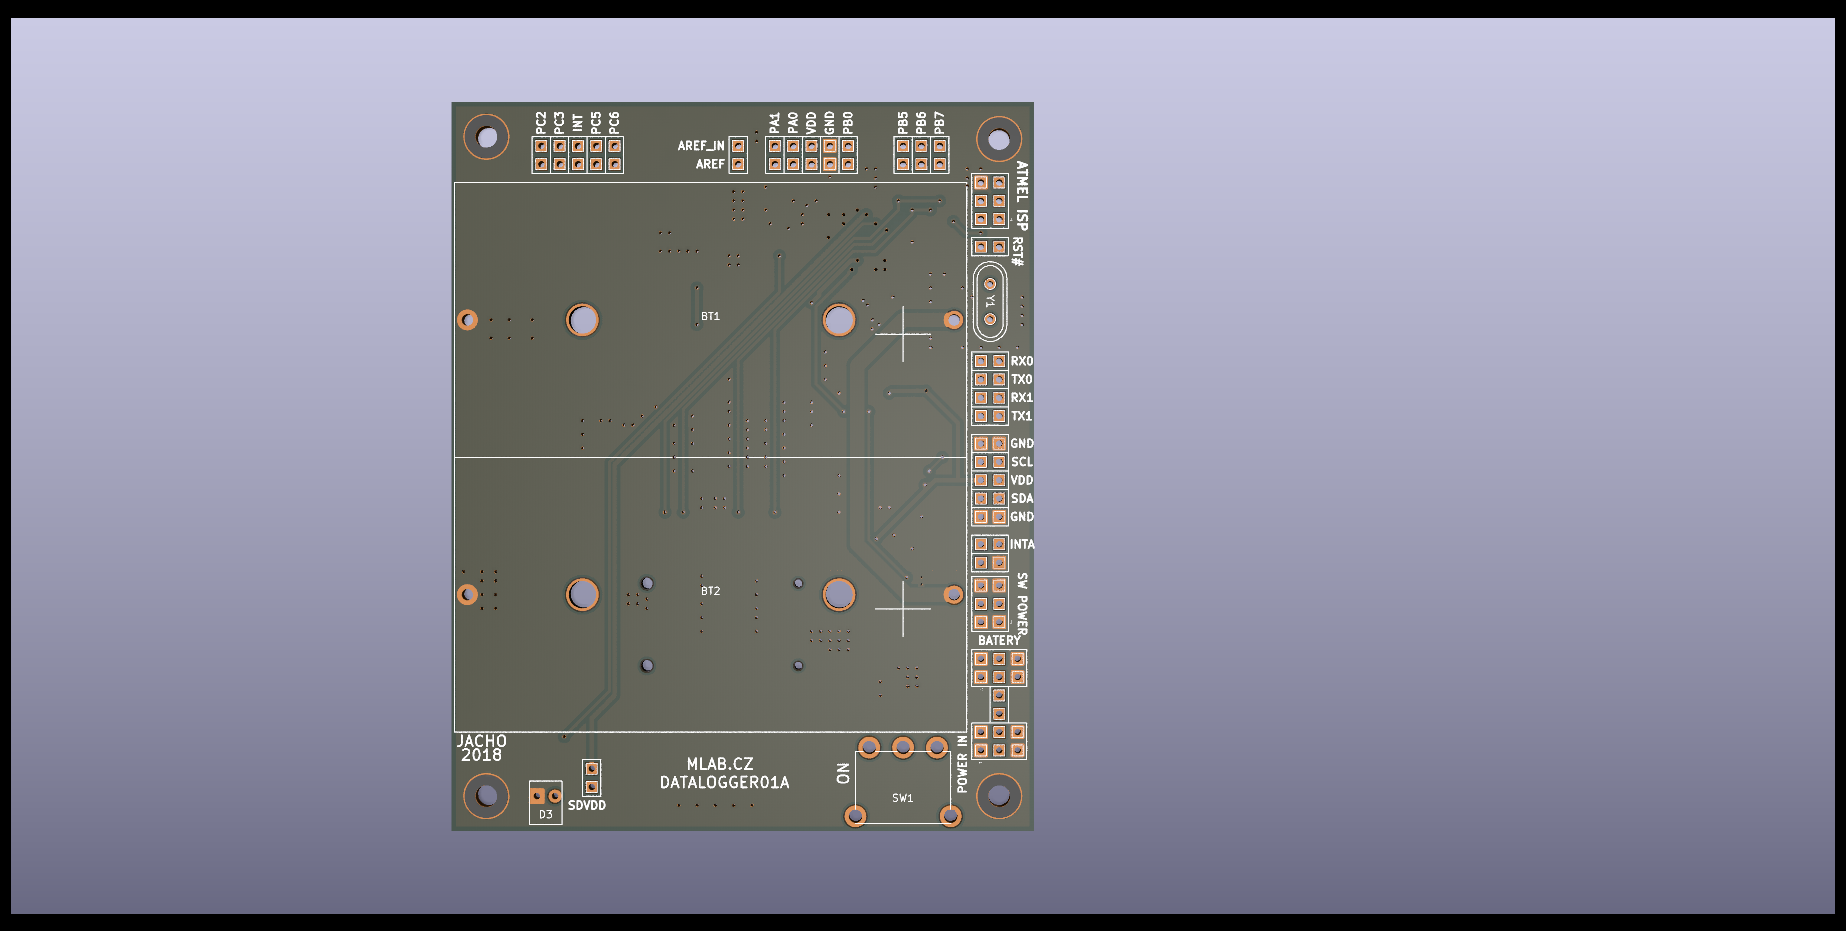 PC2
PC3
INT
PC5
PC6
AREF_IN
AREF
PA1
PA0
VDD
GND
PB0
PB5
PB6
PB7
ATMEL ISP
RST#
Y1
BT1
RX0
TX0
RX1
TX1
GND
SCL
VDD
SDA
GND
INTA
SW POWER
BT2
BATERY
POWER IN
JACHO
2018
MLAB.CZ
DATALOGGER01A
ON
SW1
D3
SDVDD